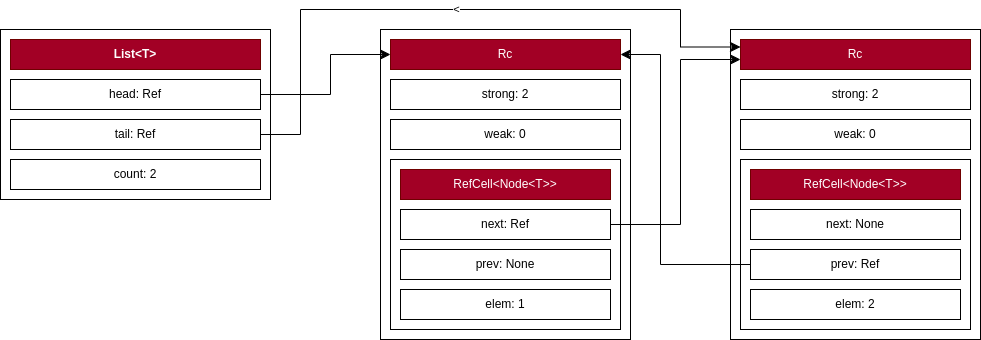 <
List<T>
head: Ref
tail: Ref
count: 2
Rc
strong: 2
weak: 0
RefCell<Node<T>>
next: Ref
prev: None
elem: 1
Rc
strong: 2
weak: 0
RefCell<Node<T>>
next: None
prev: Ref
elem: 2